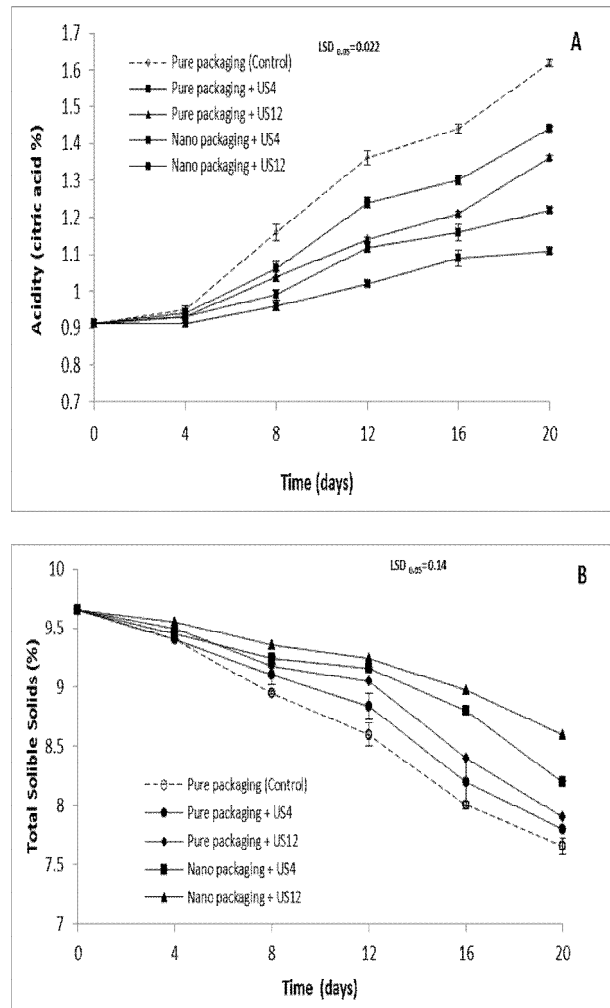 A
LSD 0.05=0.022
Pure packaging (Control)
Pure packaging + US4
Pure packaging + US12
Nano packaging + US4
Nano packaging + US12
Acidity (citric acid %)
1.7
1.6
1.5
1.4
1.3
1.2
1.1
1
0.9
0.8
0.7
0 4 8 12 16 20
Time (days)
B
LSD 0.05=0.14
Total Solible Solids (%)
10
9.5
9
8.5
8
7.5
7
Pure packaging (Control)
Pure packaging + US4
Pure packaging + US12
Nano packaging + US4
Nano packaging + US12
0 4 8 12 16 20
Time (days)